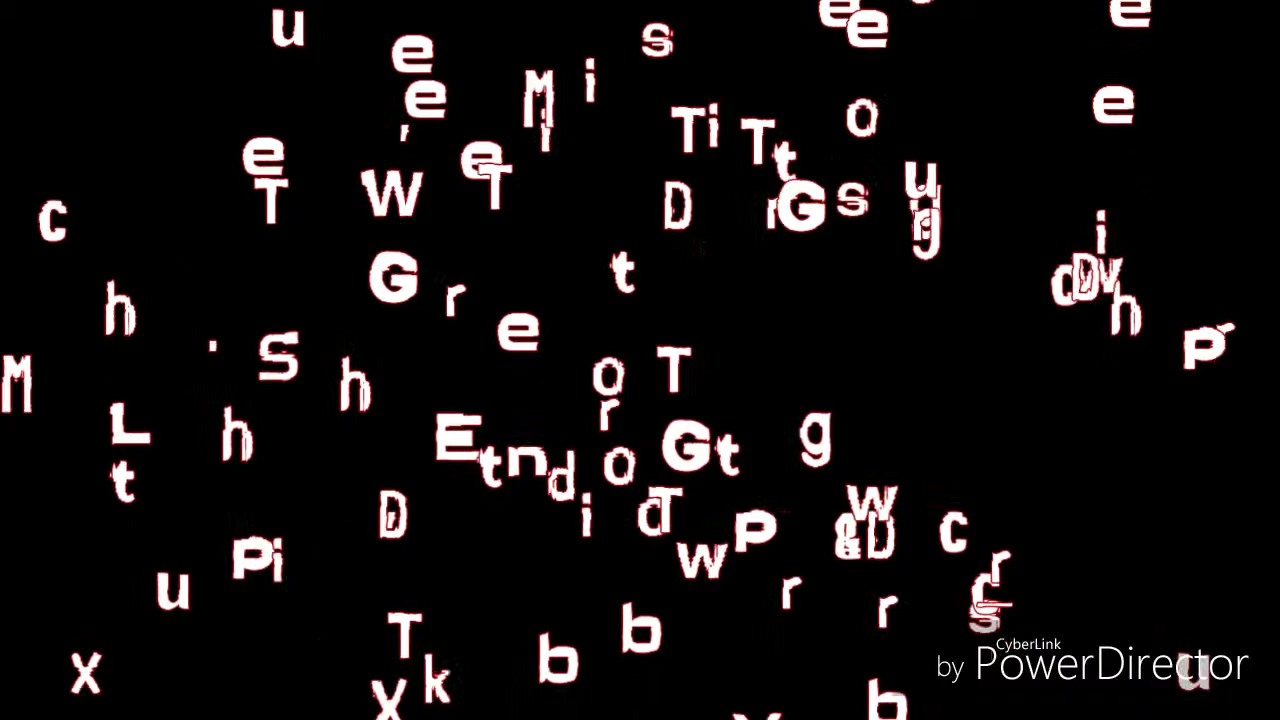 u
e
e
s
e
e
e
e
M
i
i
T
i
T
t
o
e
T
W
e
T
D
r
G
s
u
g
c
i
G
r
t
d
D
v
h
h
.
S
h
e
o
T
p
M
L
t
h
E
t
n
d
i
o
r
G
t
g
D
d
T
w
p
w
&
D
c
r
r
r
s
u
p
i
T
k
b
b
x
b
u
CyberLink
by PowerDirector